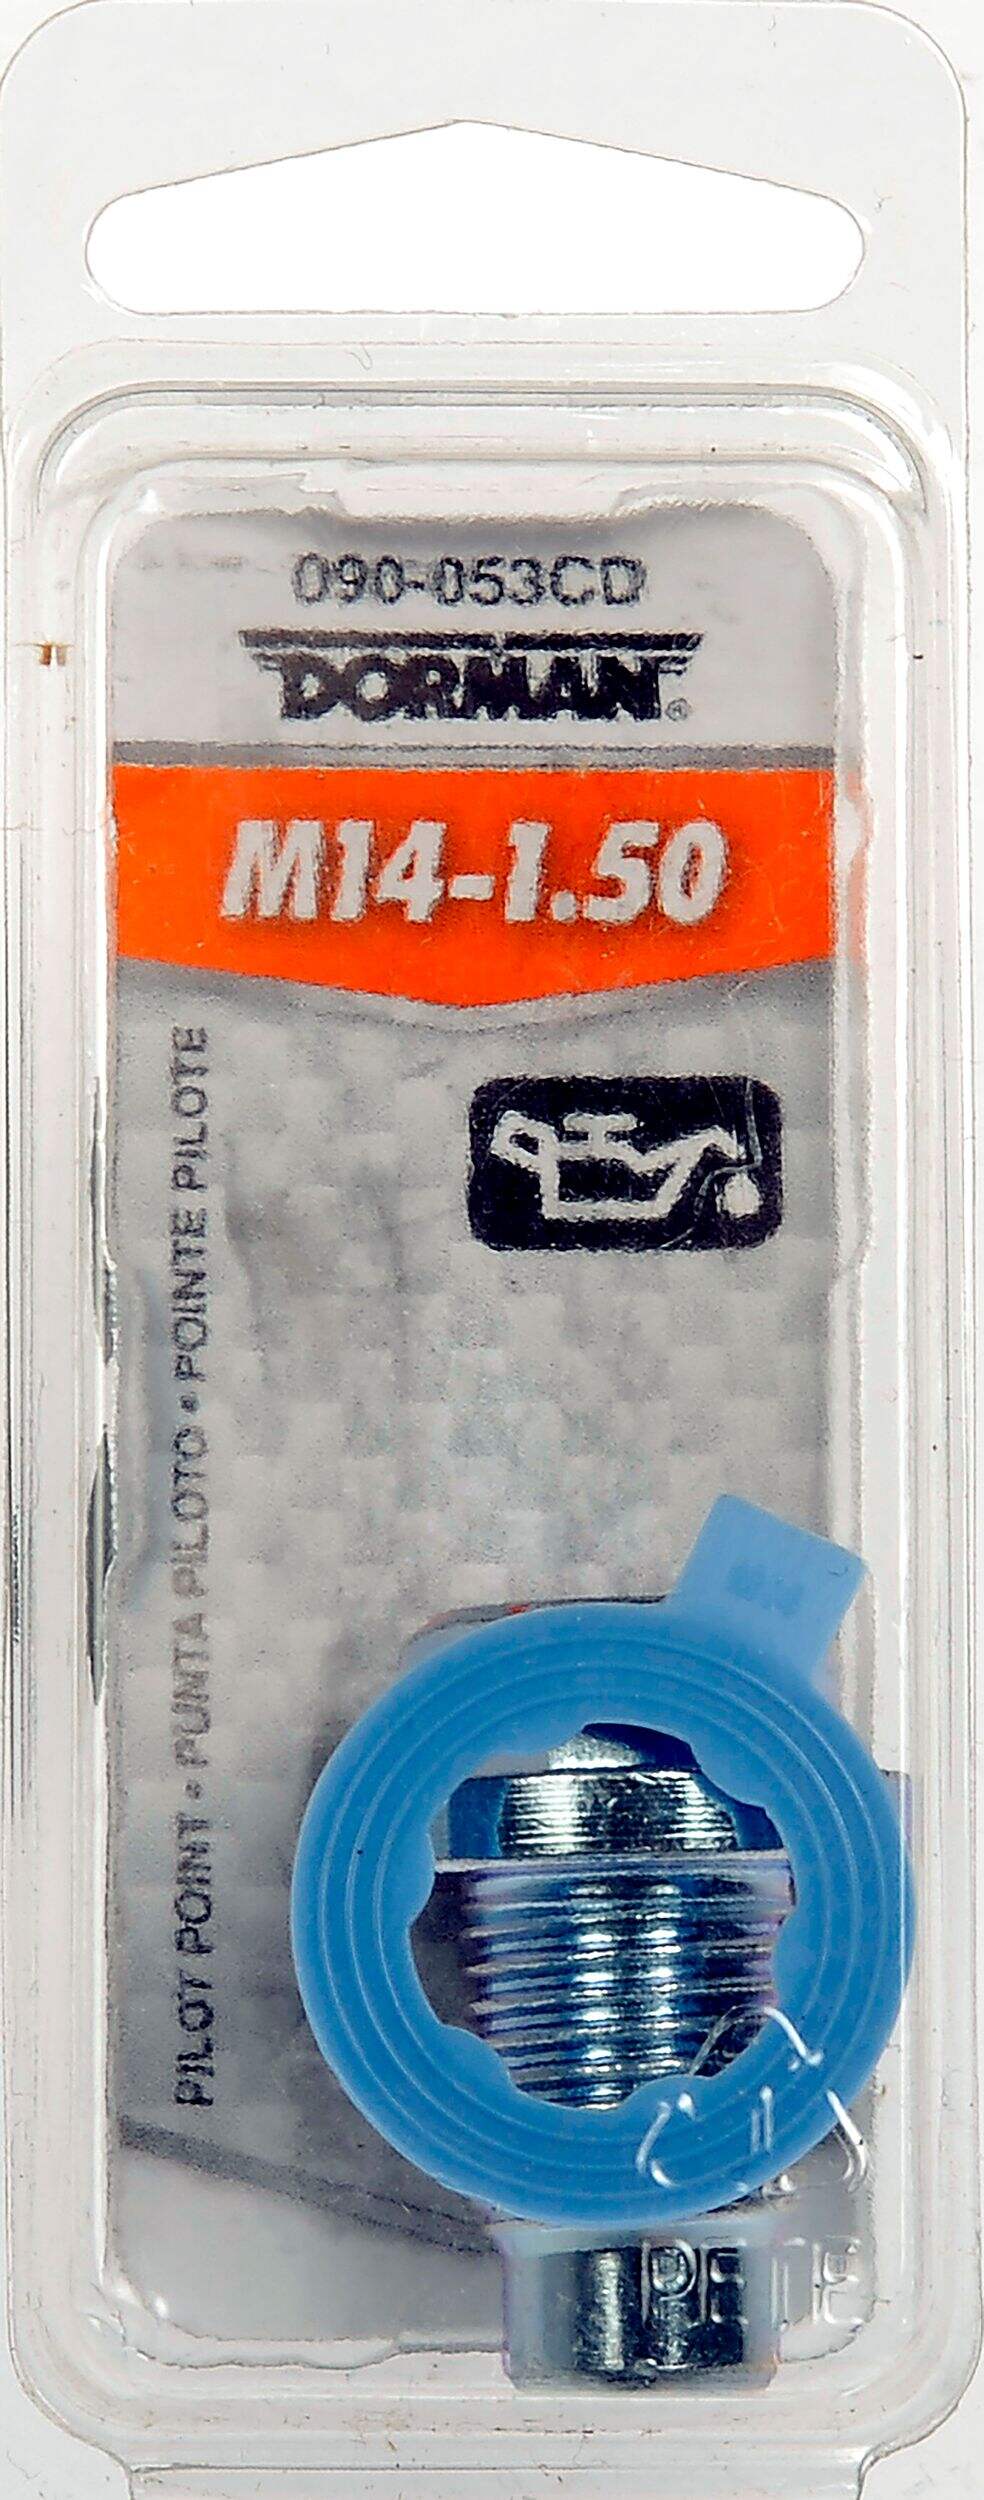 090-053CD
DORMAN®
M14-1.50
PILOT POINT • PUNTA PILOTO • POINTE PILOTE
PETE